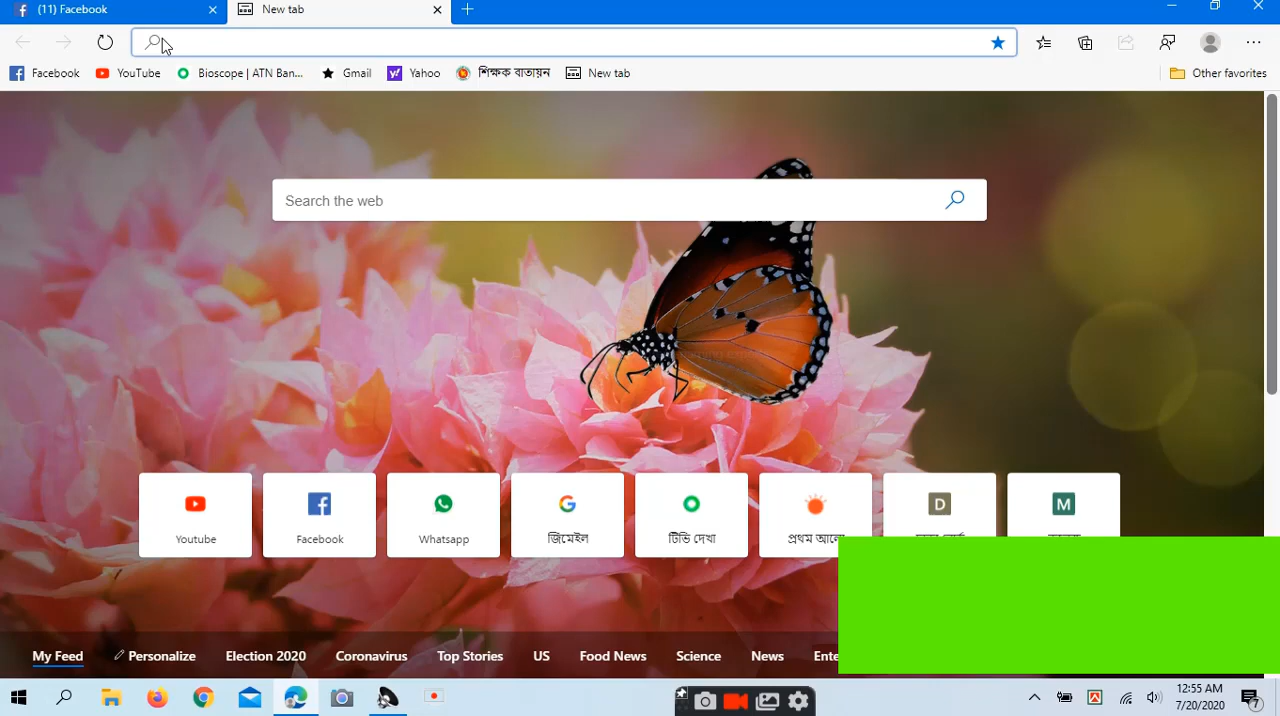 (11) Facebook
New tab
Facebook
YouTube
Bioscope | ATN Ban...
Gmail
Yahoo
শিক্ষক বাতায়ন
New tab
Other favorites
Search the web
Youtube
Facebook
Whatsapp
জিমেইল
টিভি দেখা
প্রথম আলো
D
M
My Feed
Personalize
Election 2020
Coronavirus
Top Stories
US
Food News
Science
News
12:55 AM
7/20/2020
7